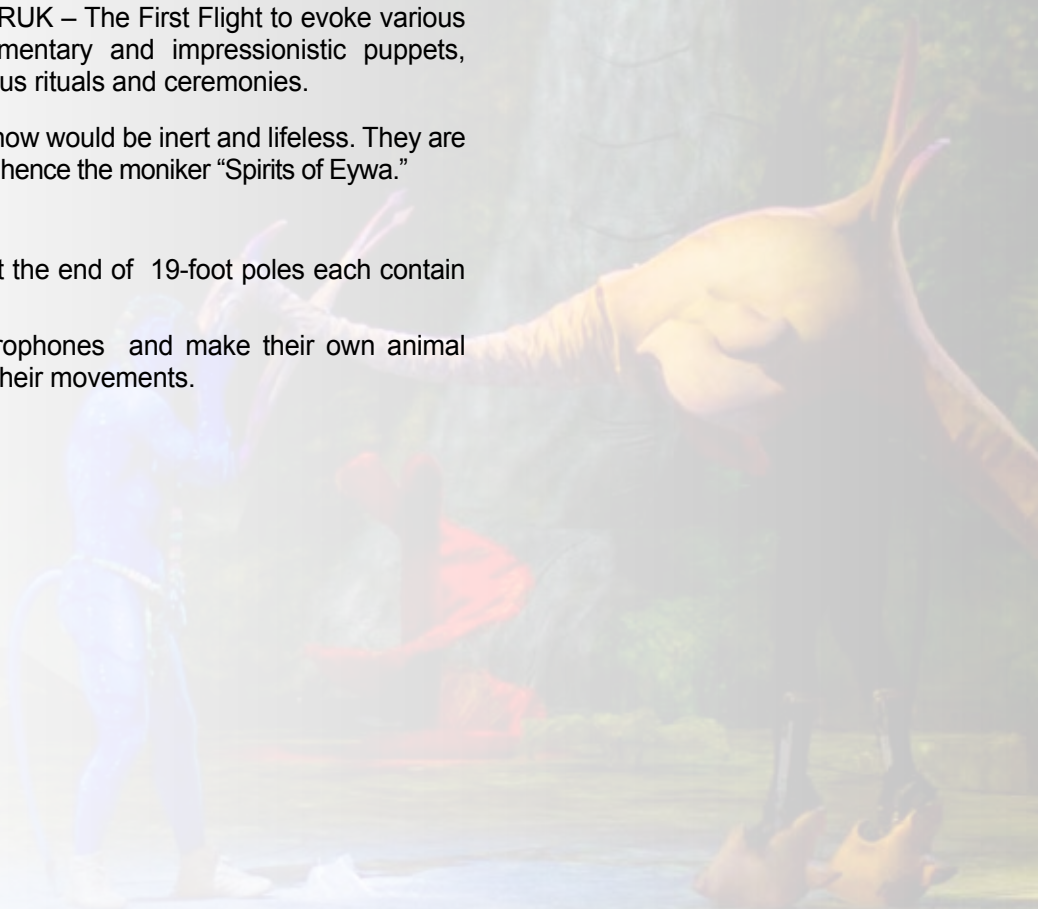 RUK – The First Flight to evoke various
mentary and impressionistic puppets,
us rituals and ceremonies.
now would be inert and lifeless. They are
hence the moniker “Spirits of Eywa.”
t the end of 19-foot poles each contain
rophones and make their own animal
heir movements.